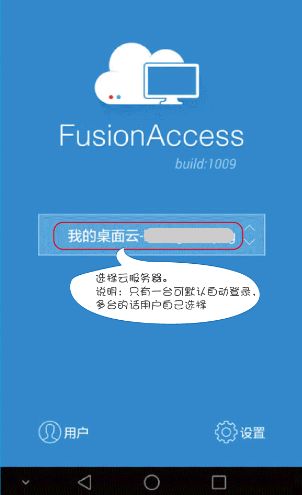 FusionAccess
build:1009
我的桌面云-
选择云服务器。
说明：只有一台可默认自动登录，
多台的话用户自己选择
用户
设置